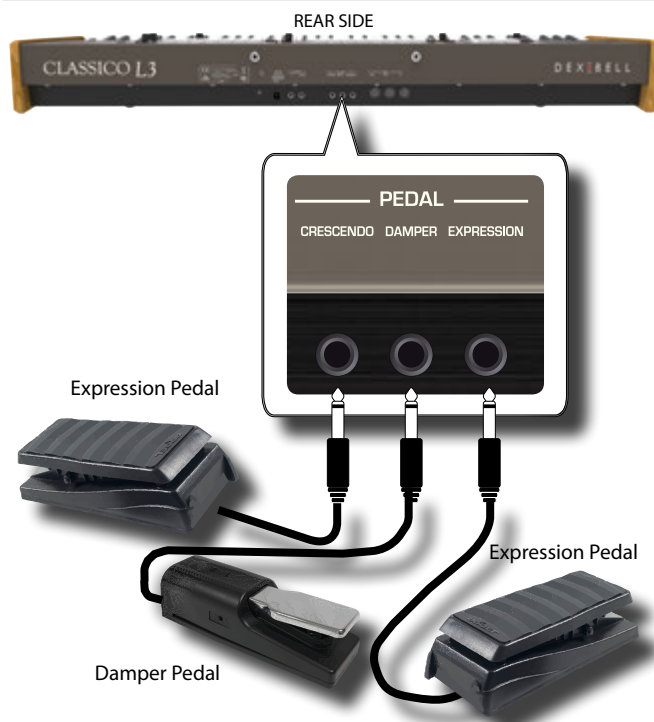 REAR SIDE
CLASSICO L3
DEXIBELL
PEDAL
CRESCENDO DAMPER EXPRESSION
Expression Pedal
Expression Pedal
Damper Pedal